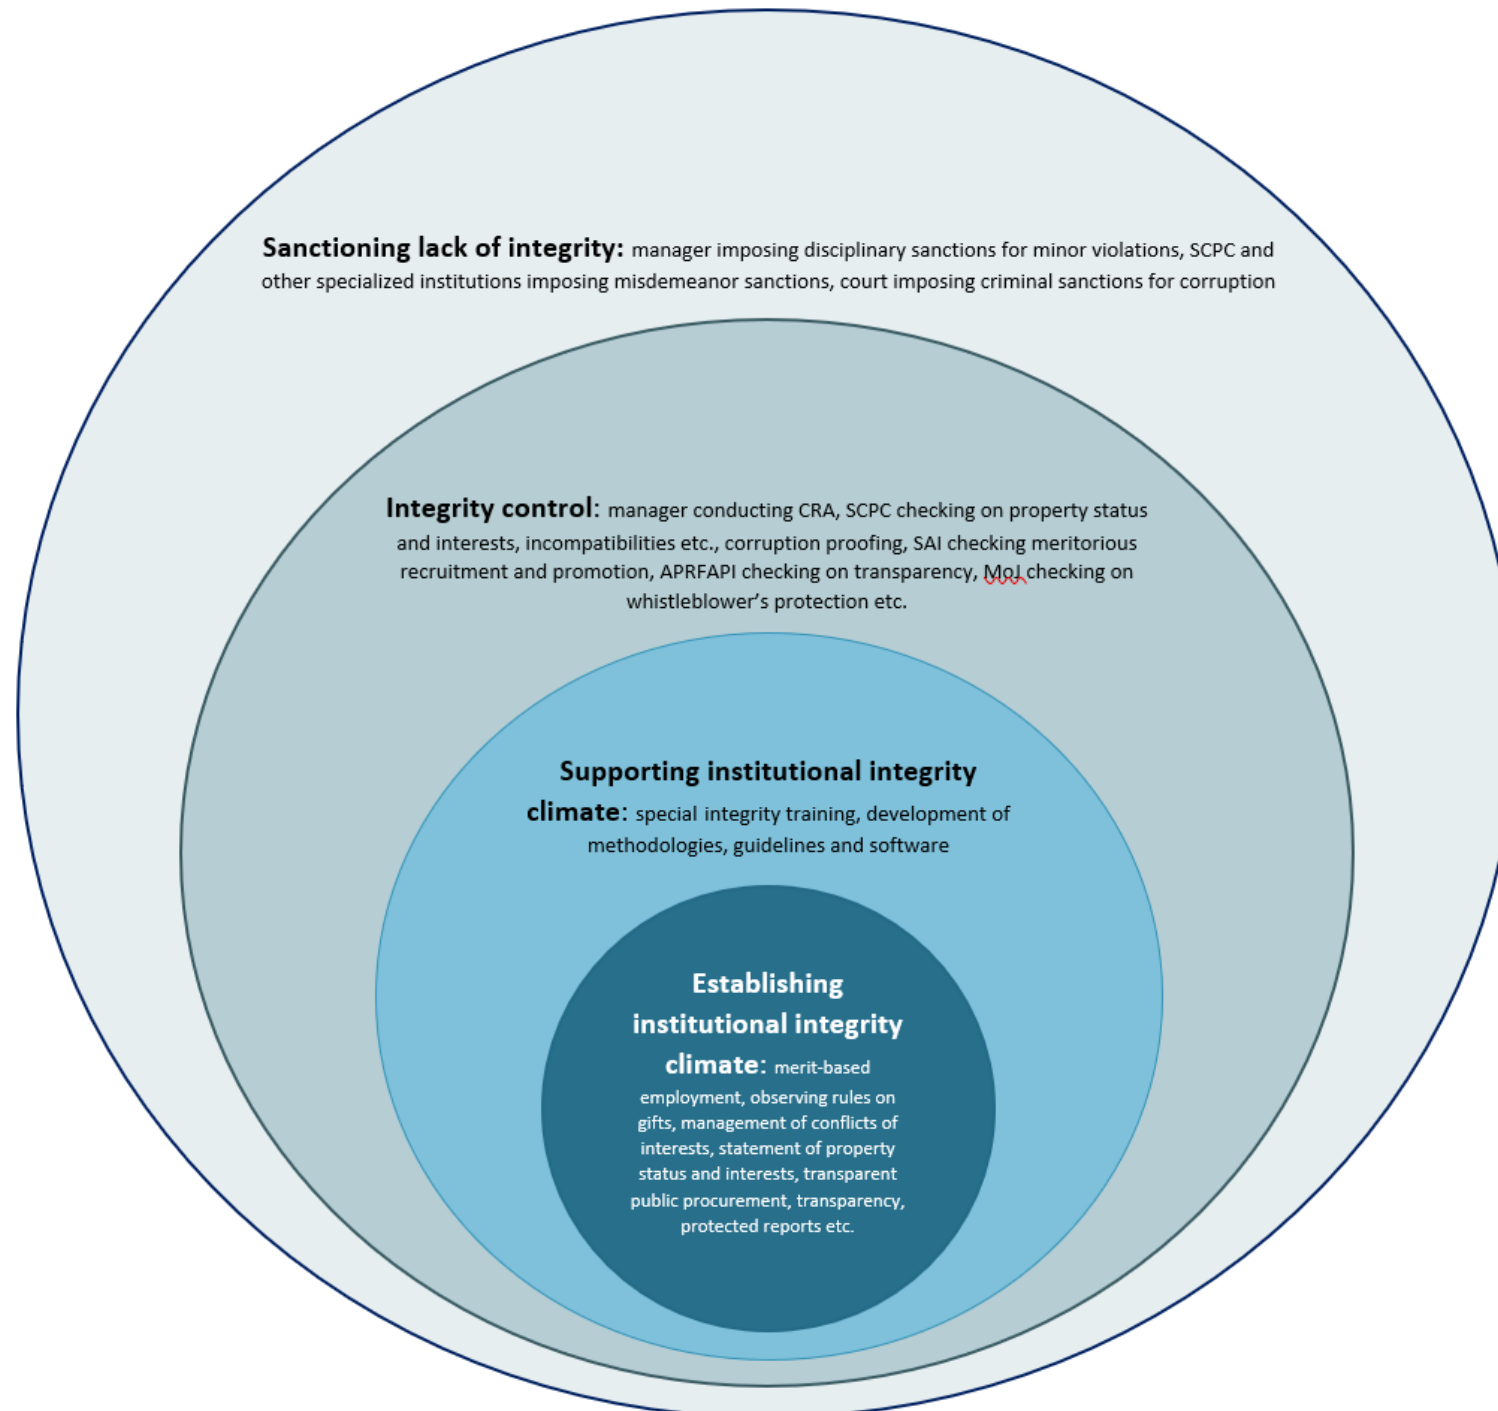 Sanctioning lack of integrity: manager imposing disciplinary sanctions for minor violations, SCPC and
other specialized institutions imposing misdemeanor sanctions, court imposing criminal sanctions for corruption
Integrity control: manager conducting CRA, SCPC checking on property status
and interests, incompatibilities etc., corruption proofing, SAI checking meritorious
recruitment and promotion, APRFAPI checking on transparency, MoJ checking on
whistleblower’s protection etc.
Supporting institutional integrity
climate: special integrity training, development of
methodologies, guidelines and software
Establishing
institutional integrity
climate: merit-based
employment, observing rules on
gifts, management of conflicts of
interests, statement of property
status and interests, transparent
public procurement, transparency,
protected reports etc.